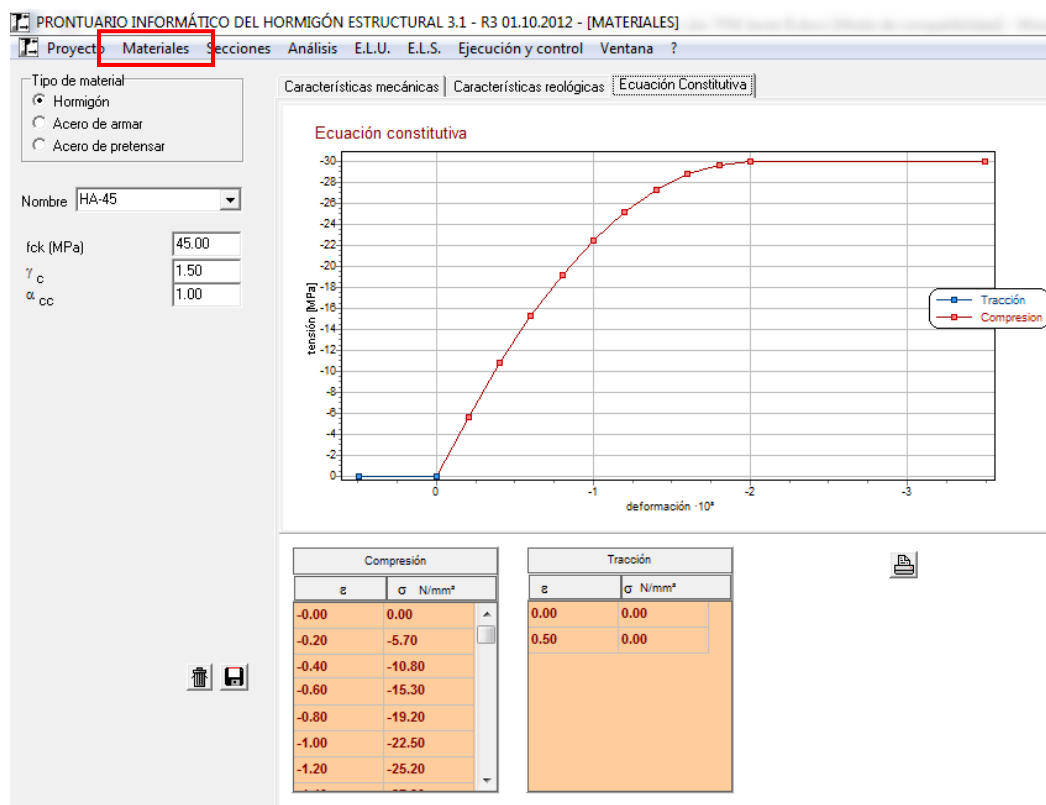 PRONTUARIO INFORMÁTICO DEL HORMIGÓN ESTRUCTURAL 3.1 - R3 01.10.2012 - [MATERIALES]
Proyecto Materiales Secciones Análisis E.L.U. E.L.S. Ejecución y control Ventana ?
Tipo de material
Hormigón
Acero de armar
Acero de pretensar
Nombre HA-45
fck (MPa) 45.00
γ c 1.50
α cc 1.00
Características mecánicas Características reológicas Ecuación Constitutiva
Ecuación constitutiva
tensión [MPa]
-30
-28
-26
-24
-22
-20
-18
-16
-14
-12
-10
-8
-6
-4
-2
0
0 -1 -2 -3
deformación ·10³
Tracción
Compresion
Compresión
ε σ N/mm²
-0.00 0.00
-0.20 -5.70
-0.40 -10.80
-0.60 -15.30
-0.80 -19.20
-1.00 -22.50
-1.20 -25.20
Tracción
ε σ N/mm²
0.00 0.00
0.50 0.00